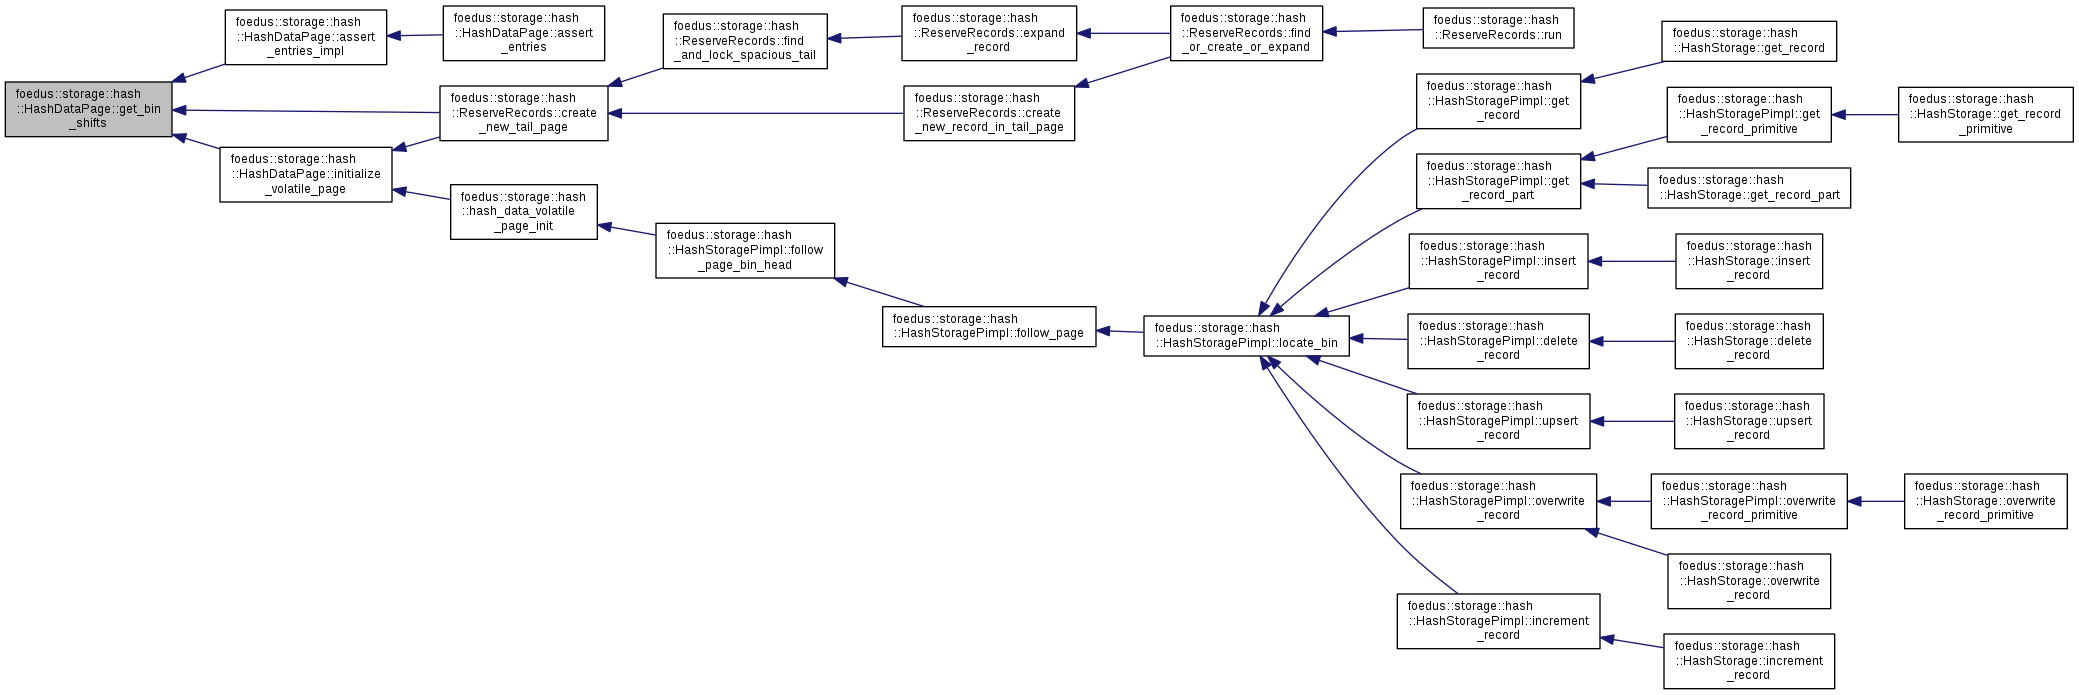 foedus::storage::hash
::HashDataPage::get_bin
_shifts
foedus::storage::hash
::HashDataPage::assert
_entries_impl
foedus::storage::hash
::HashDataPage::assert
_entries
foedus::storage::hash
::ReserveRecords::create
_new_tail_page
foedus::storage::hash
::HashDataPage::initialize
_volatile_page
foedus::storage::hash
::ReserveRecords::find
_and_lock_spacious_tail
foedus::storage::hash
::ReserveRecords::expand
_record
foedus::storage::hash
::ReserveRecords::find
_or_create_or_expand
foedus::storage::hash
::ReserveRecords::run
foedus::storage::hash
::ReserveRecords::create
_new_record_in_tail_page
foedus::storage::hash
::hash_data_volatile
_page_init
foedus::storage::hash
::HashStoragePimpl::follow
_page_bin_head
foedus::storage::hash
::HashStoragePimpl::follow_page
foedus::storage::hash
::HashStoragePimpl::locate_bin
foedus::storage::hash
::HashStoragePimpl::get
_record
foedus::storage::hash
::HashStorage::get_record
foedus::storage::hash
::HashStoragePimpl::get
_record_part
foedus::storage::hash
::HashStoragePimpl::get
_record_primitive
foedus::storage::hash
::HashStorage::get_record
_primitive
foedus::storage::hash
::HashStorage::get_record_part
foedus::storage::hash
::HashStoragePimpl::insert
_record
foedus::storage::hash
::HashStorage::insert
_record
foedus::storage::hash
::HashStoragePimpl::delete
_record
foedus::storage::hash
::HashStorage::delete
_record
foedus::storage::hash
::HashStoragePimpl::upsert
_record
foedus::storage::hash
::HashStorage::upsert
_record
foedus::storage::hash
::HashStoragePimpl::overwrite
_record
foedus::storage::hash
::HashStoragePimpl::overwrite
_record_primitive
foedus::storage::hash
::HashStorage::overwrite
_record_primitive
foedus::storage::hash
::HashStorage::overwrite
_record
foedus::storage::hash
::HashStoragePimpl::increment
_record
foedus::storage::hash
::HashStorage::increment
_record